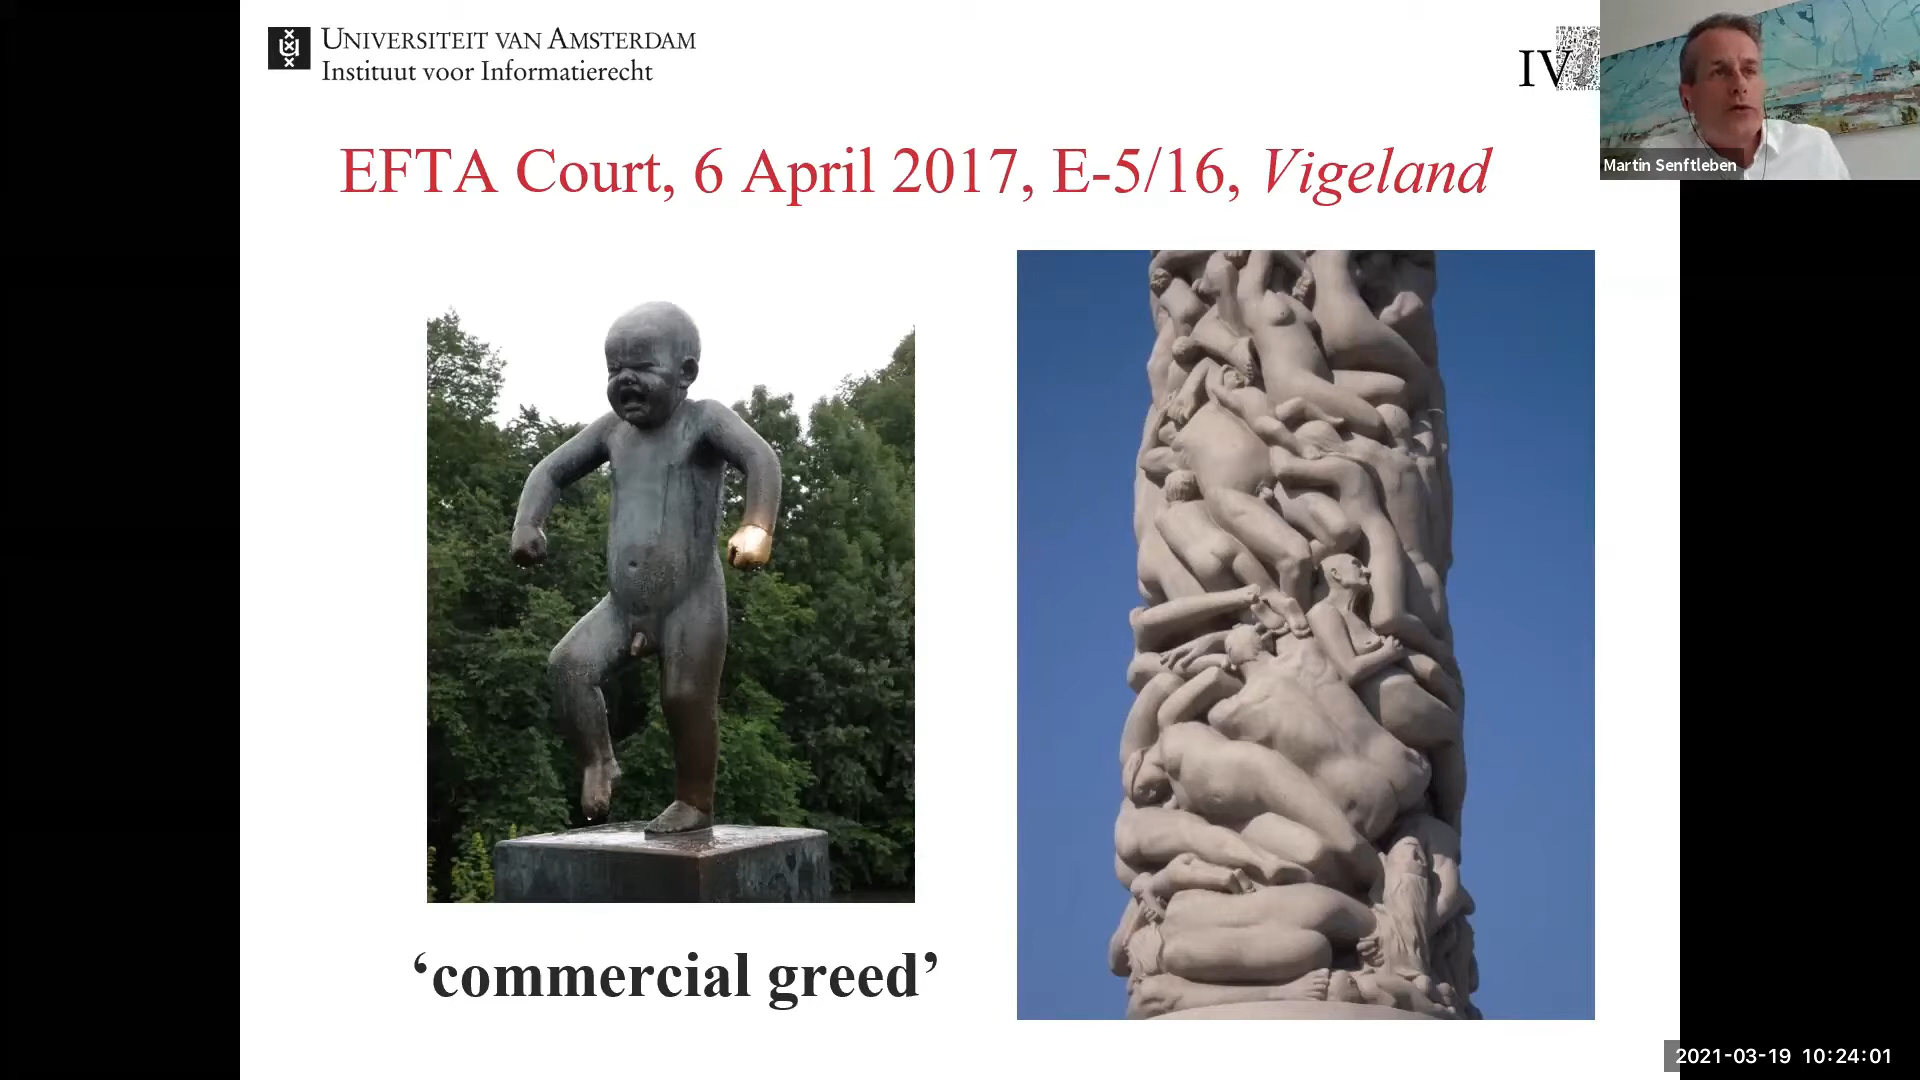 UNIVERSITEIT VAN AMSTERDAM
Instituut voor Informatierecht
IV
Martin Senftleben
EFTA Court, 6 April 2017, E-5/16, Vigeland
‘commercial greed’
2021-03-19 10:24:01